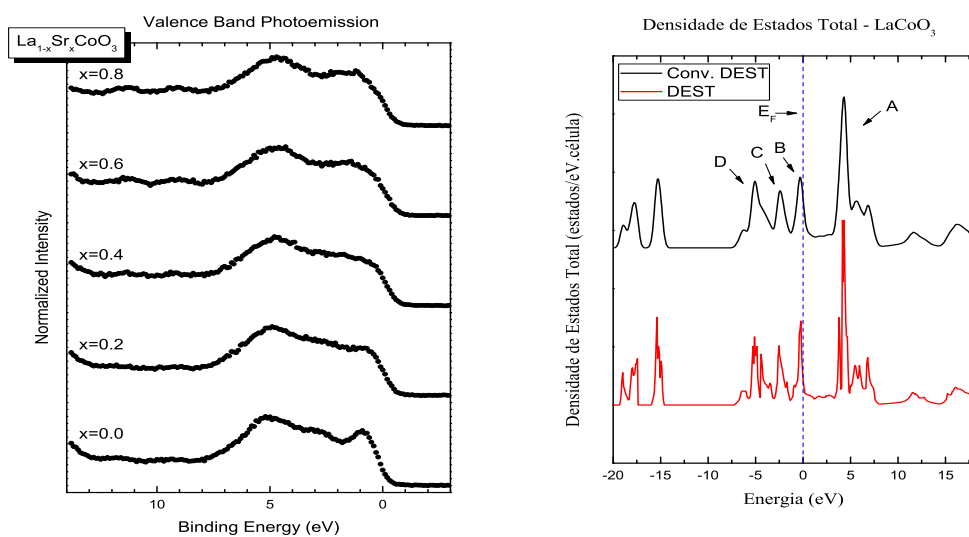 Valence Band Photoemission
La1-xSrxCoO3
x=0.8
x=0.6
x=0.4
x=0.2
x=0.0
Normalized Intensity
10 5 0
Binding Energy (eV)
Densidade de Estados Total - LaCoO3
Conv. DEST
DEST
EF
A
B
C
D
Densidade de Estados Total (estados/eV.célula)
-20 -15 -10 -5 0 5 10 15
Energia (eV)